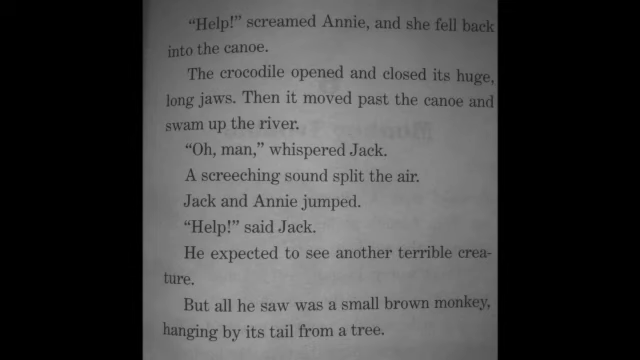 "Help!" screamed Annie, and she fell back
into the canoe.
The crocodile opened and closed its huge,
long jaws. Then it moved past the canoe and
swam up the river.
"Oh, man," whispered Jack.
A screeching sound split the air.
Jack and Annie jumped.
"Help!" said Jack.
He expected to see another terrible crea-
ture.
But all he saw was a small brown monkey,
hanging by its tail from a tree.